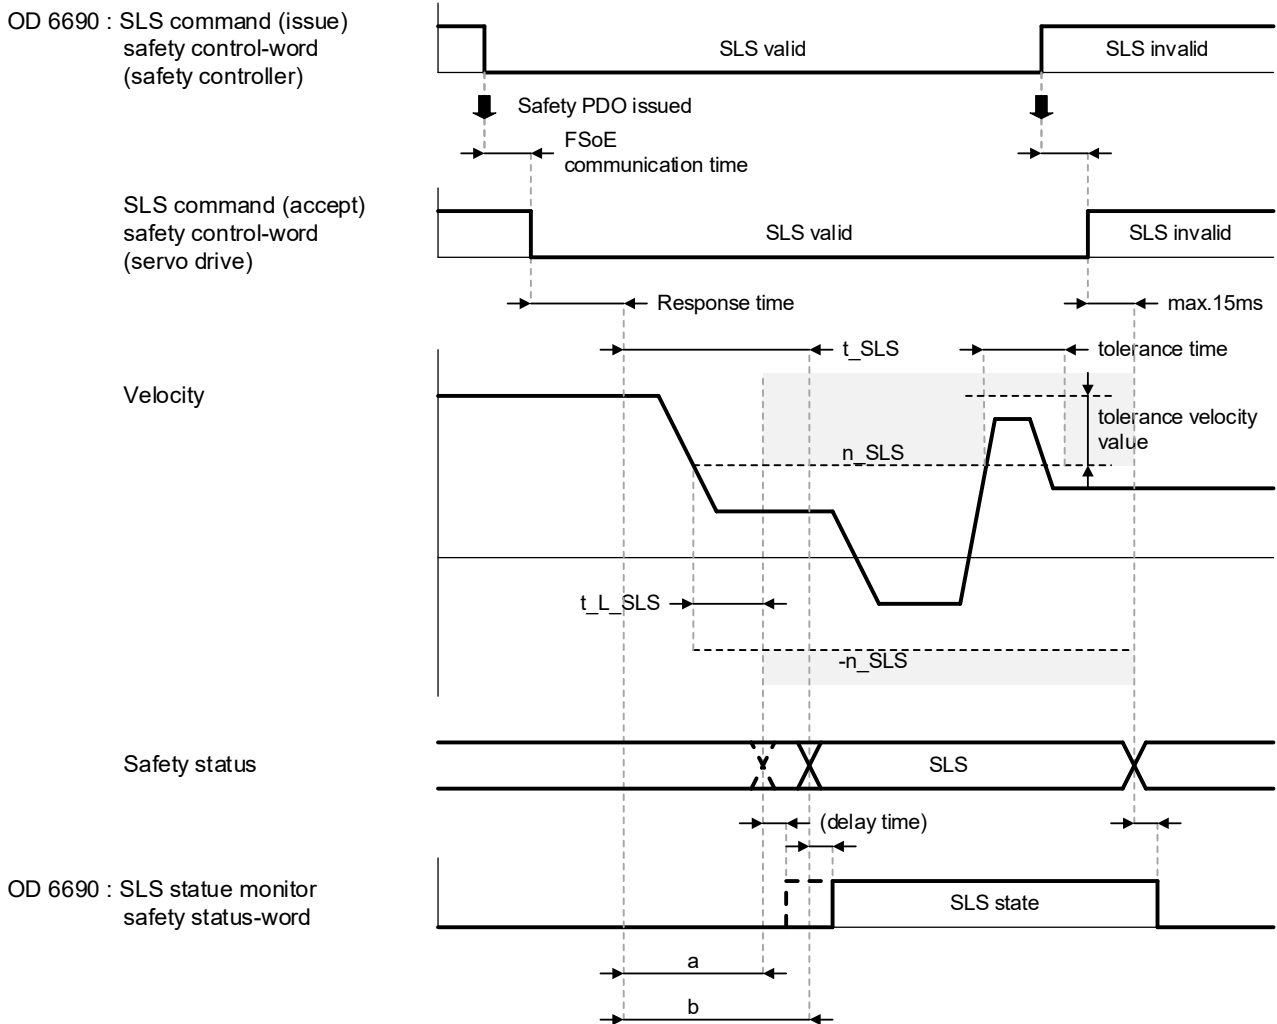 OD 6690 : SLS command (issue)
safety control-word
(safety controller)
SLS valid
SLS invalid
Safety PDO issued
FSoE
communication time
SLS command (accept)
safety control-word
(servo drive)
SLS valid
SLS invalid
Response time
max.15ms
t_SLS
tolerance time
Velocity
tolerance velocity
value
n_SLS
t_L_SLS
-n_SLS
Safety status
SLS
(delay time)
OD 6690 : SLS statue monitor
safety status-word
SLS state
a
b